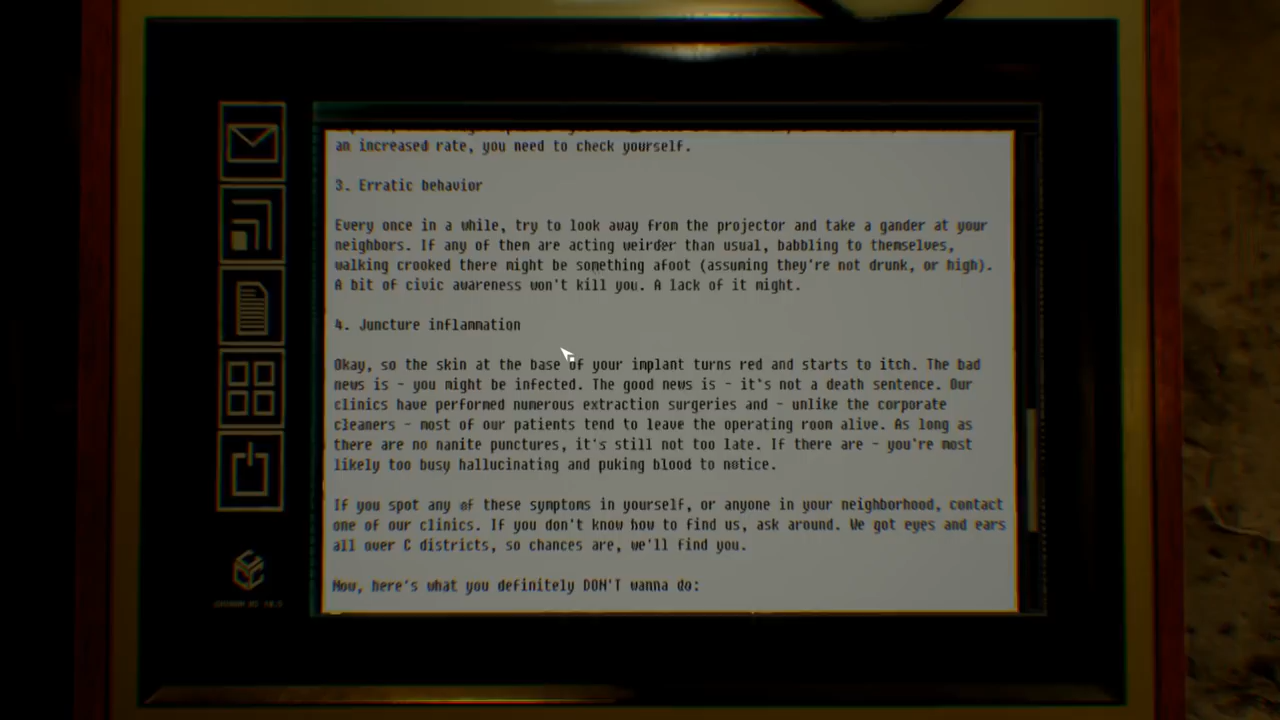 an increased rate, you need to check yourself.
3. Erratic behavior
Every once in a while, try to look away from the projector and take a gander at your
neighbors. If any of them are acting weirder than usual, babbling to themselves,
walking crooked there might be something afoot (assuming they're not drunk, or high).
A bit of civic awareness won't kill you. A lack of it might.
4. Juncture inflammation
Okay, so the skin at the base of your implant turns red and starts to itch. The bad
news is - you might be infected. The good news is - it's not a death sentence. Our
clinics have performed numerous extraction surgeries and - unlike the corporate
cleaners - most of our patients tend to leave the operating room alive. As long as
there are no nanite punctures, it's still not too late. If there are - you're most
likely too busy hallucinating and puking blood to notice.
If you spot any of these symptoms in yourself, or anyone in your neighborhood, contact
one of our clinics. If you don't know how to find us, ask around. We got eyes and ears
all over C districts, so chances are, we'll find you.
Now, here's what you definitely DON'T wanna do: